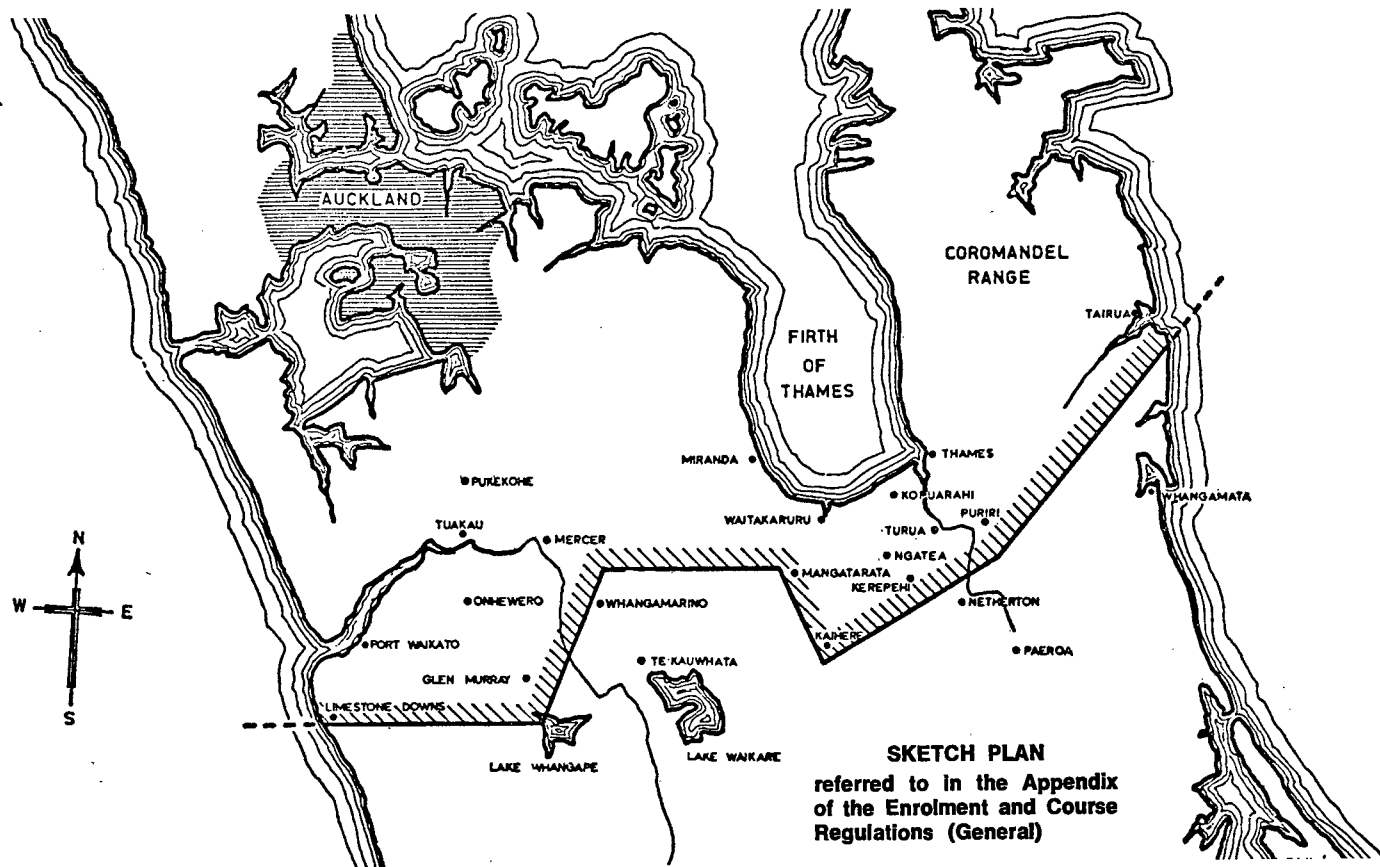 AUCKLAND
COROMANDEL
RANGE
TAIRUA
FIRTH
OF
THAMES
MIRANDA
THAMES
PUKEKOHE
KOPUARAHI
WHANGAMATA
WAITAKARURU
PURIRI
TUAKAU
TURUA
MERCER
N
NGATEA
MANGATARATA
KEREPEHI
W
E
ONHEWERO
WHANGAMARINO
NETHERTON
PORT WAIKATO
KAIHERE
PAEROA
TE KAUWHATA
GLEN MURRAY
S
LIMESTONE DOWNS
LAKE WHANGAPE
LAKE WAIKARE
SKETCH PLAN
referred to in the Appendix
of the Enrolment and Course
Regulations (General)